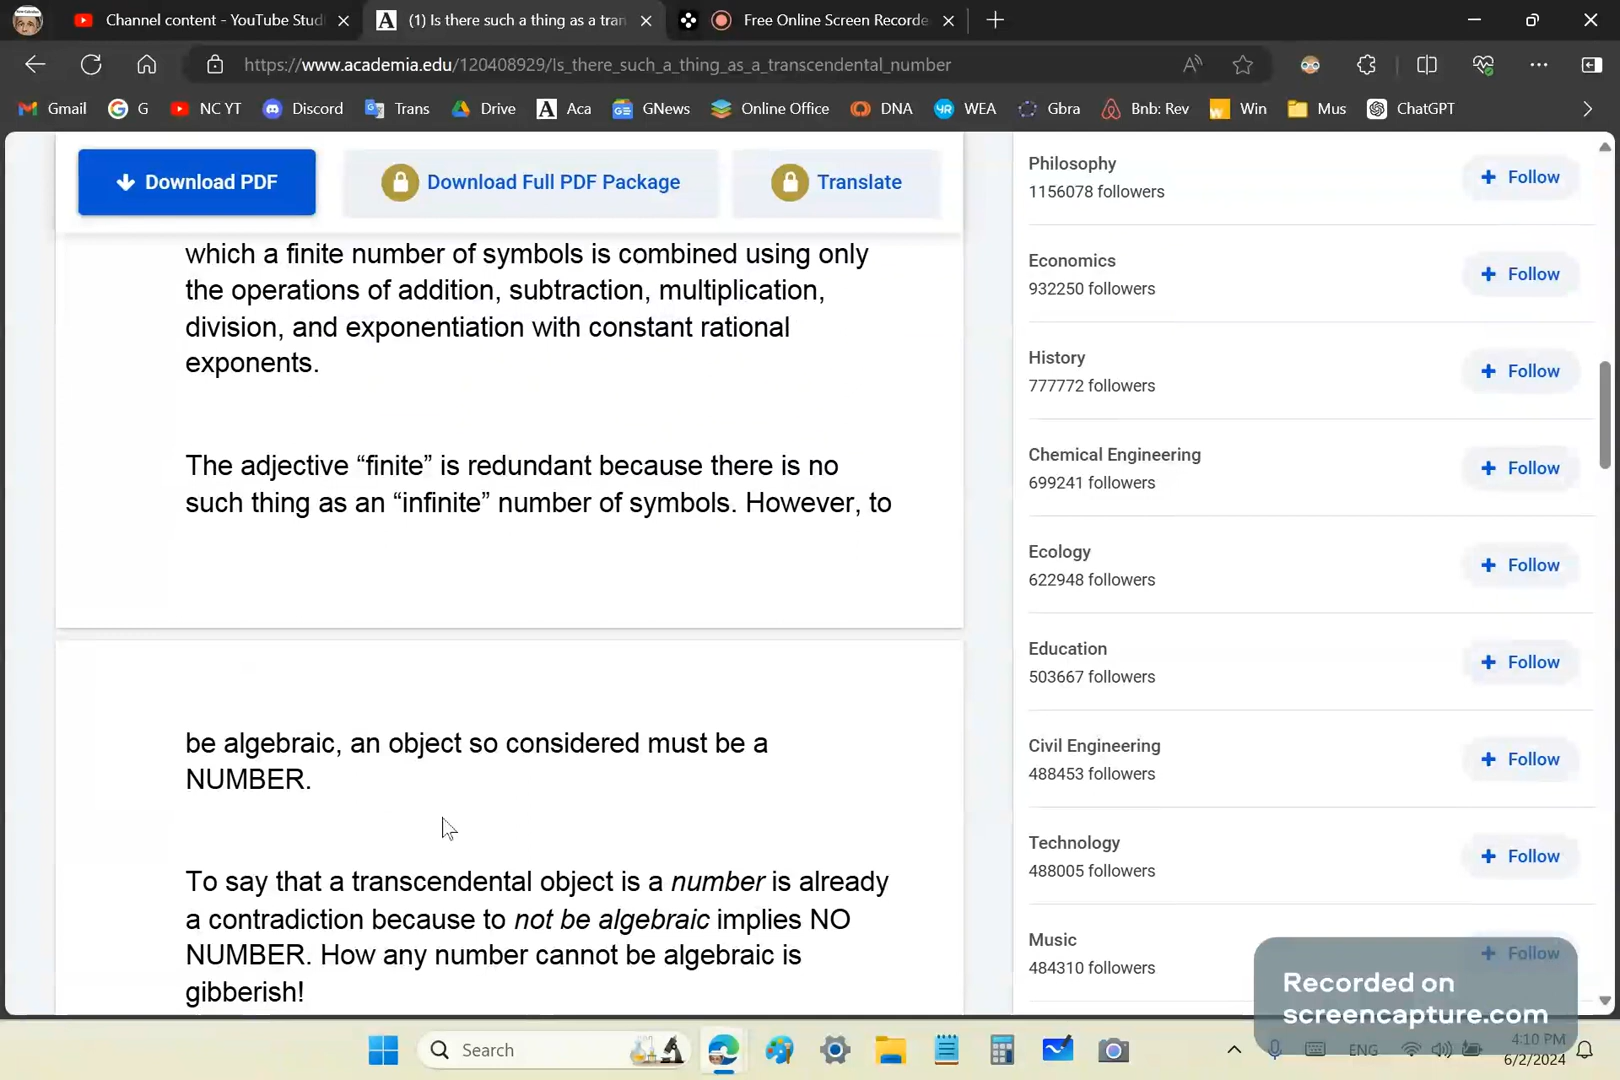 Channel content - YouTube Stud
(1) Is there such a thing as a tran
Free Online Screen Recorde
https://www.academia.edu/120408929/Is_there_such_a_thing_as_a_transcendental_number
Gmail
G
NC YT
Discord
Trans
Drive
Aca
GNews
Online Office
DNA
WEA
Gbra
Bnb: Rev
Win
Mus
ChatGPT
Download PDF
Download Full PDF Package
Translate
which a finite number of symbols is combined using only
the operations of addition, subtraction, multiplication,
division, and exponentiation with constant rational
exponents.
The adjective “finite” is redundant because there is no
such thing as an “infinite” number of symbols. However, to
be algebraic, an object so considered must be a
NUMBER.
To say that a transcendental object is a number is already
a contradiction because to not be algebraic implies NO
NUMBER. How any number cannot be algebraic is
gibberish!
Philosophy
1156078 followers
+ Follow
Economics
932250 followers
+ Follow
History
777772 followers
+ Follow
Chemical Engineering
699241 followers
+ Follow
Ecology
622948 followers
+ Follow
Education
503667 followers
+ Follow
Civil Engineering
488453 followers
+ Follow
Technology
488005 followers
+ Follow
Music
484310 followers
+ Follow
Recorded on
screencapture.com
Search
ENG
4:10 PM
6/2/2024